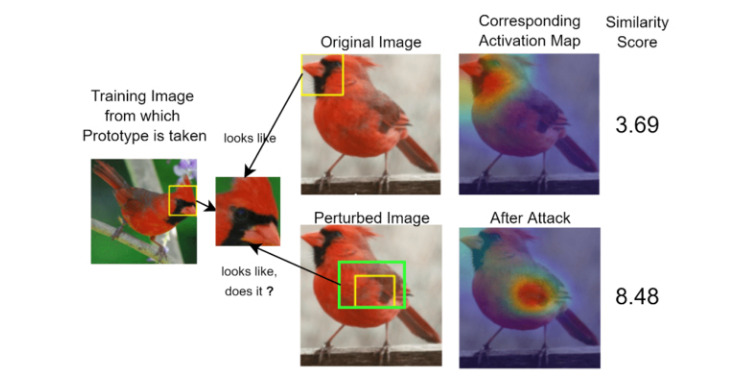 Training Image
from which
Prototype is taken
looks like
looks like,
does it ?
Original Image
Corresponding
Activation Map
Similarity
Score
3.69
Perturbed Image
After Attack
8.48